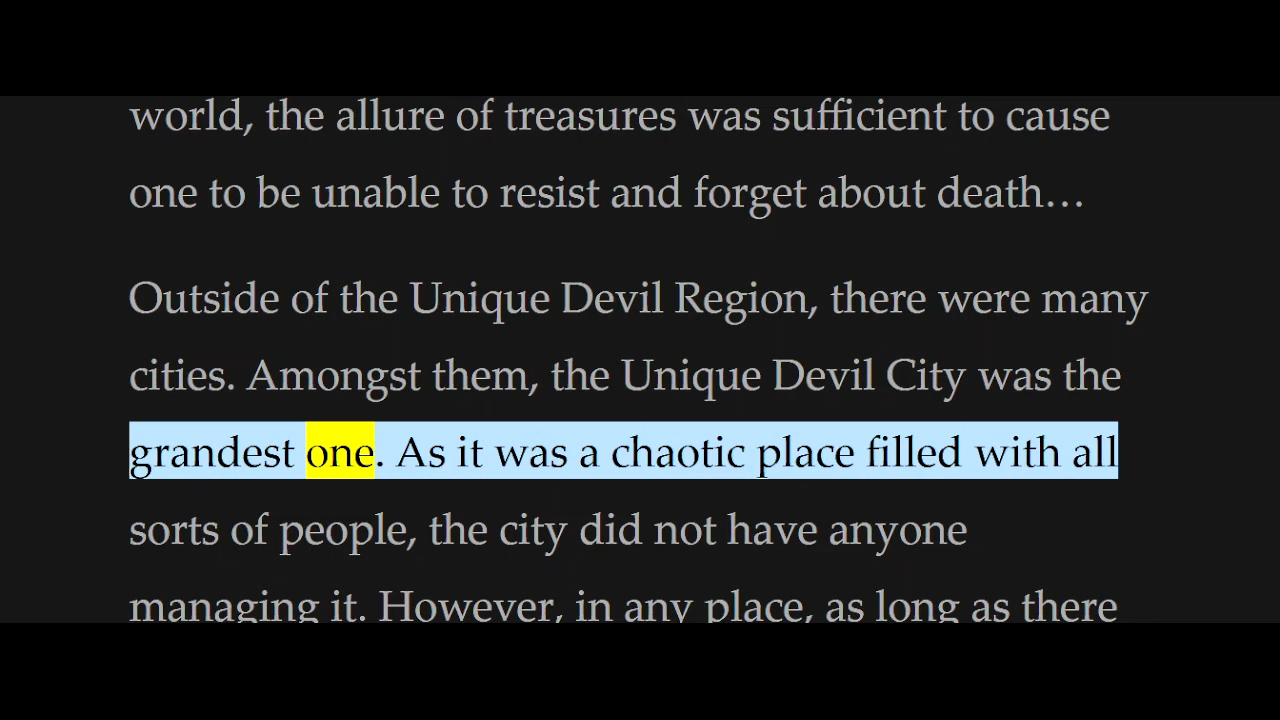 world, the allure of treasures was sufficient to cause
one to be unable to resist and forget about death…
Outside of the Unique Devil Region, there were many
cities. Amongst them, the Unique Devil City was the
grandest one. As it was a chaotic place filled with all
sorts of people, the city did not have anyone
managing it. However, in any place, as long as there